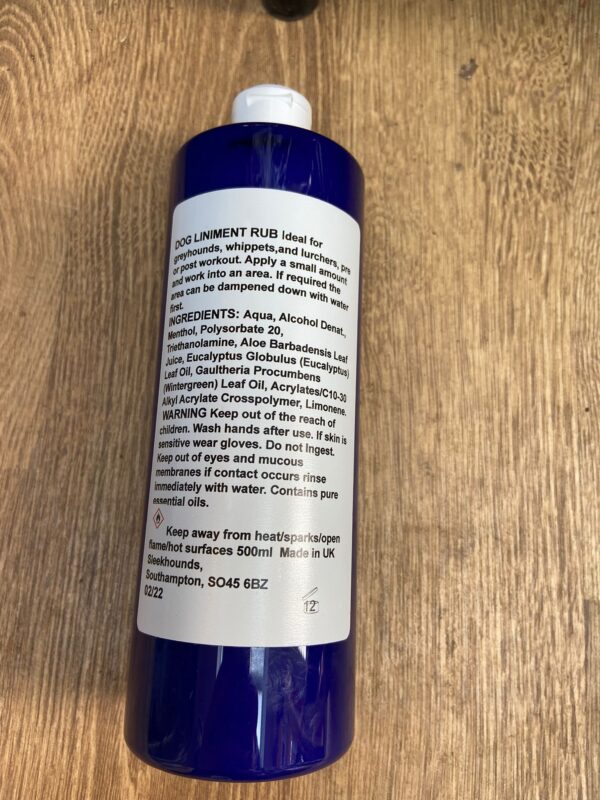 DOG LINIMENT RUB Ideal for
greyhounds, whippets,and lurchers, pre
or post workout. Apply a small amount
and work into an area. If required the
area can be dampened down with water
first.
INGREDIENTS: Aqua, Alcohol Denat.,
Menthol, Polysorbate 20,
Triethanolamine, Aloe Barbadensis Leaf
Juice, Eucalyptus Globulus (Eucalyptus)
Leaf Oil, Gaultheria Procumbens
(Wintergreen) Leaf Oil, Acrylates/C10-30
Alkyl Acrylate Crosspolymer, Limonene.
WARNING Keep out of the reach of
children. Wash hands after use. If skin is
sensitive wear gloves. Do not Ingest.
Keep out of eyes and mucous
membranes if contact occurs rinse
immediately with water. Contains pure
essential oils.
Keep away from heat/sparks/open
flame/hot surfaces 500ml Made in UK
Sleekhounds,
Southampton, SO45 6BZ
02/22
12